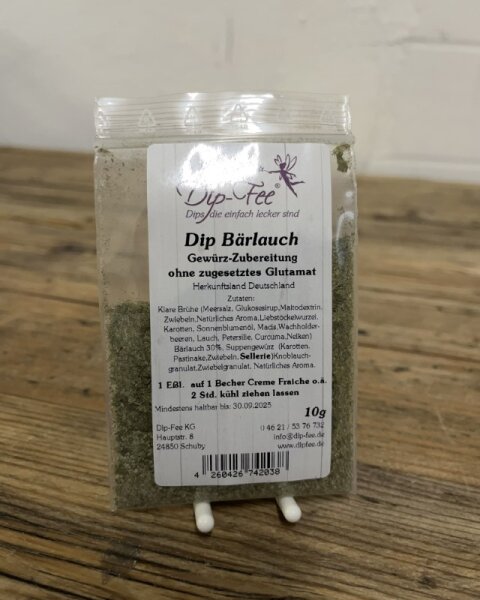 Dip-Fee®
Dips, die einfach lecker sind
Dip Bärlauch
Gewürz-Zubereitung
ohne zugesetztes Glutamat
Herkunftsland Deutschland
Zutaten:
Klare Brühe (Meersalz, Glukosesirup,Maltodextrin,
Zwiebeln,Natürliches Aroma,Liebstöckelwurzel,
Karotten, Sonnenblumenöl, Macis,Wacholder-
beeren, Lauch, Petersilie, Curcuma,Nelken)
Bärlauch 30%, Suppengewürz (Karotten,
Pastinake,Zwiebeln, Sellerie)Knoblauch-
granulat,Zwiebelgranulat, Natürliches Aroma.
1 Eßl. auf 1 Becher Creme Fraiche o.ä.
2 Std. kühl ziehen lassen
Mindestens haltbar bis: 30.09.2025
10g
Dip-Fee KG
Hauptstr. 8
24850 Schuby
0 46 21 / 53 76 732
info@dip-fee.de
www.dipfee.de
4 260426 742038